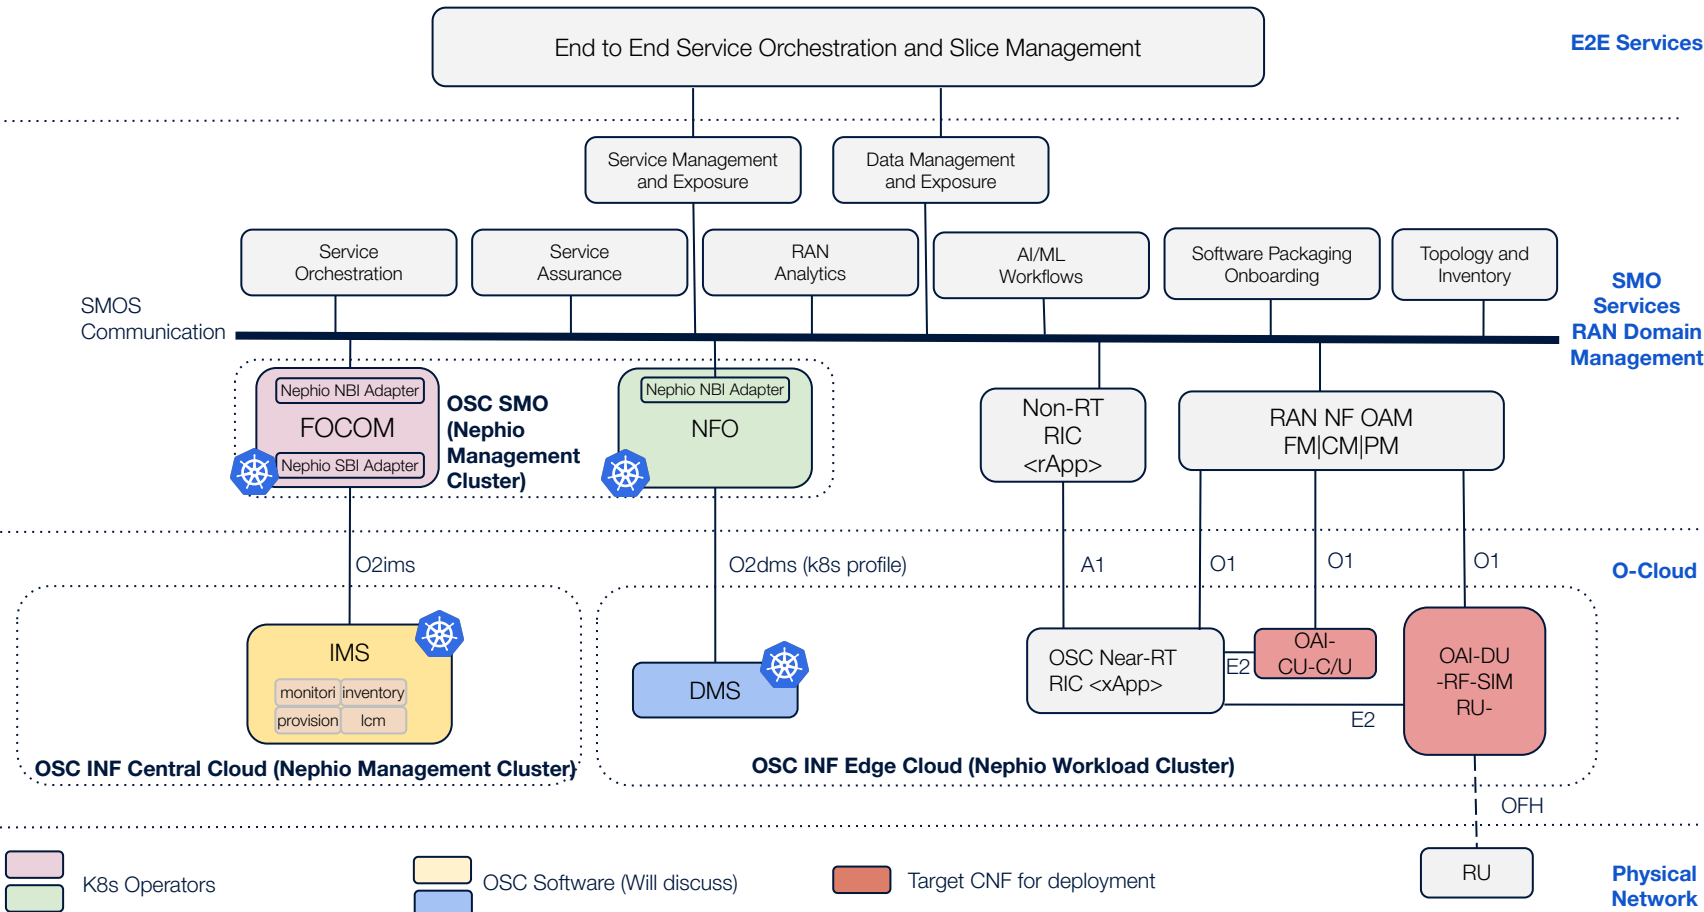 End to End Service Orchestration and Slice Management
E2E Services
Service Management
and Exposure
Data Management
and Exposure
Service
Orchestration
Service
Assurance
RAN
Analytics
AI/ML
Workflows
Software Packaging
Onboarding
Topology and
Inventory
SMOS
Communication
SMO
Services
RAN Domain
Management
Nephio NBI Adapter
FOCOM
Nephio SBI Adapter
OSC SMO
(Nephio
Management
Cluster)
Nephio NBI Adapter
NFO
Non-RT
RIC
<rApp>
RAN NF OAM
FM|CM|PM
O2ims
O2dms (k8s profile)
A1
O1
O1
O1
O-Cloud
IMS
monitori
inventory
provision
lcm
DMS
OSC Near-RT
RIC <xApp>
E2
OAI-
CU-C/U
E2
OAI-DU
-RF-SIM
RU-
OSC INF Central Cloud (Nephio Management Cluster)
OSC INF Edge Cloud (Nephio Workload Cluster)
OFH
RU
K8s Operators
OSC Software (Will discuss)
Target CNF for deployment
Physical
Network